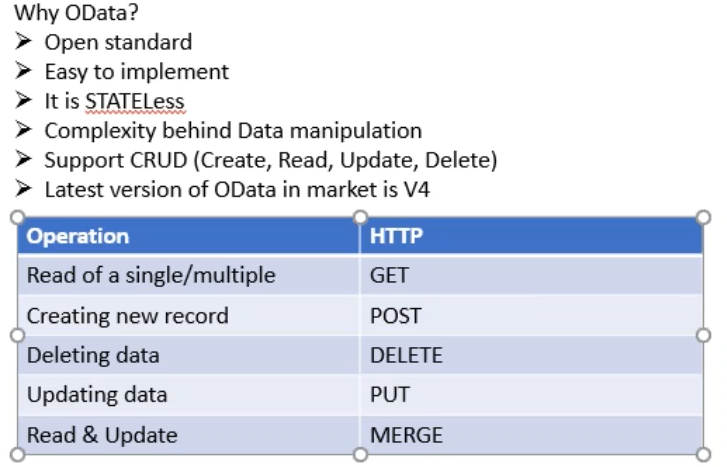 Why OData?
➢ Open standard
➢ Easy to implement
➢ It is STATELess
➢ Complexity behind Data manipulation
➢ Support CRUD (Create, Read, Update, Delete)
➢ Latest version of OData in market is V4
Operation HTTP
Read of a single/multiple GET
Creating new record POST
Deleting data DELETE
Updating data PUT
Read & Update MERGE